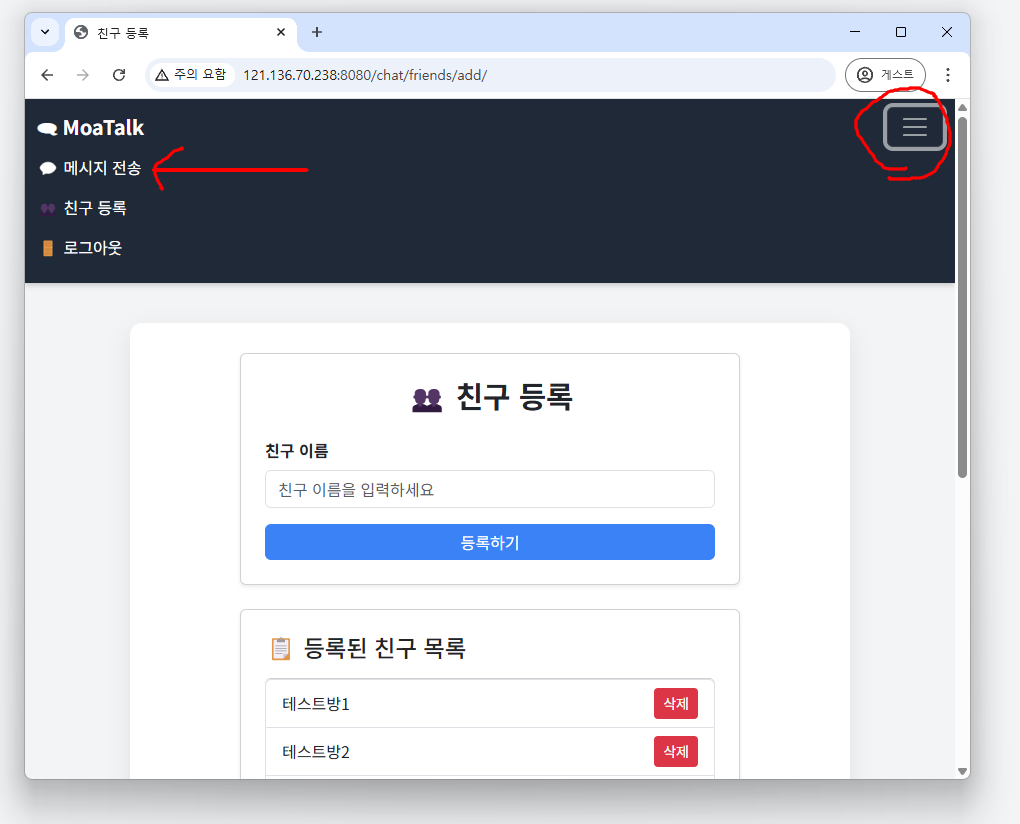 친구 등록
주의 요함
121.136.70.238:8080/chat/friends/add/
게스트
MoaTalk
메시지 전송
친구 등록
로그아웃
친구 등록
친구 이름
친구 이름을 입력하세요
등록하기
등록된 친구 목록
테스트방1 삭제
테스트방2 삭제